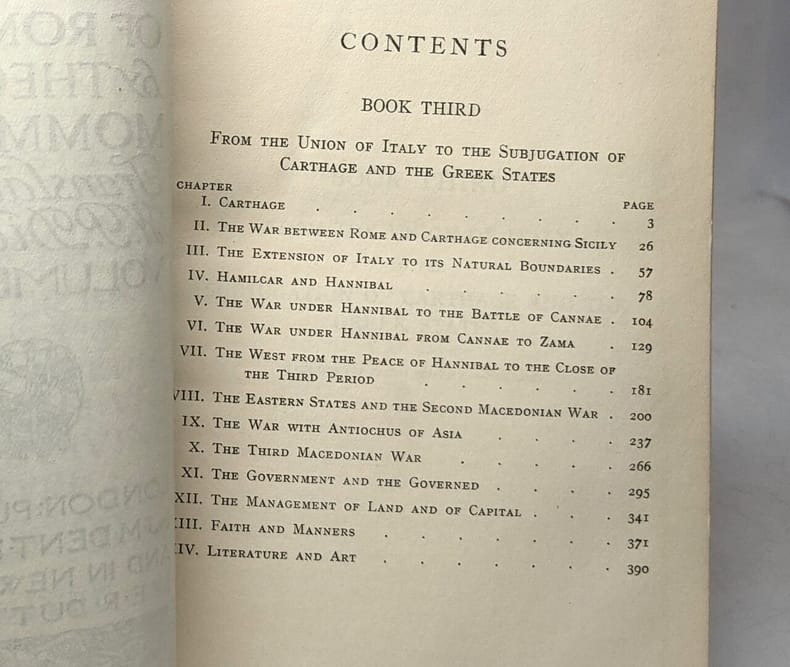 CONTENTS
BOOK THIRD
From the Union of Italy to the Subjugation of
Carthage and the Greek States
CHAPTER PAGE
I. Carthage . . . . . . . . . 3
II. The War between Rome and Carthage concerning Sicily 26
III. The Extension of Italy to its Natural Boundaries . 57
IV. Hamilcar and Hannibal . . . . . . 78
V. The War under Hannibal to the Battle of Cannae . 104
VI. The War under Hannibal from Cannae to Zama . 129
VII. The West from the Peace of Hannibal to the Close of
the Third Period . . . . . . 181
VIII. The Eastern States and the Second Macedonian War . 200
IX. The War with Antiochus of Asia . . . . 237
X. The Third Macedonian War . . . . . 266
XI. The Government and the Governed . . . . 295
XII. The Management of Land and of Capital . . . 341
XIII. Faith and Manners . . . . . . . 371
XIV. Literature and Art . . . . . . . 390